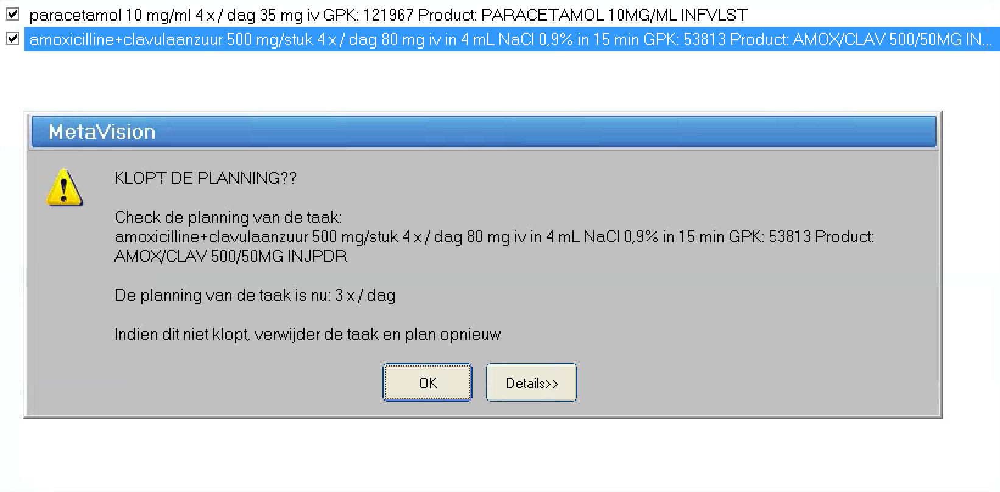 paracetamol 10 mg/ml 4 x / dag 35 mg iv GPK: 121967 Product: PARACETAMOL 10MG/ML INFVLST
amoxicilline+clavulaanzuur 500 mg/stuk 4 x / dag 80 mg iv in 4 mL NaCl 0,9% in 15 min GPK: 53813 Product: AMOX/CLAV 500/50MG IN...
MetaVision
KLOPT DE PLANNING??
Check de planning van de taak:
amoxicilline+clavulaanzuur 500 mg/stuk 4 x / dag 80 mg iv in 4 mL NaCl 0,9% in 15 min GPK: 53813 Product:
AMOX/CLAV 500/50MG INJPDR
De planning van de taak is nu: 3 x / dag
Indien dit niet klopt, verwijder de taak en plan opnieuw
OK
Details>>